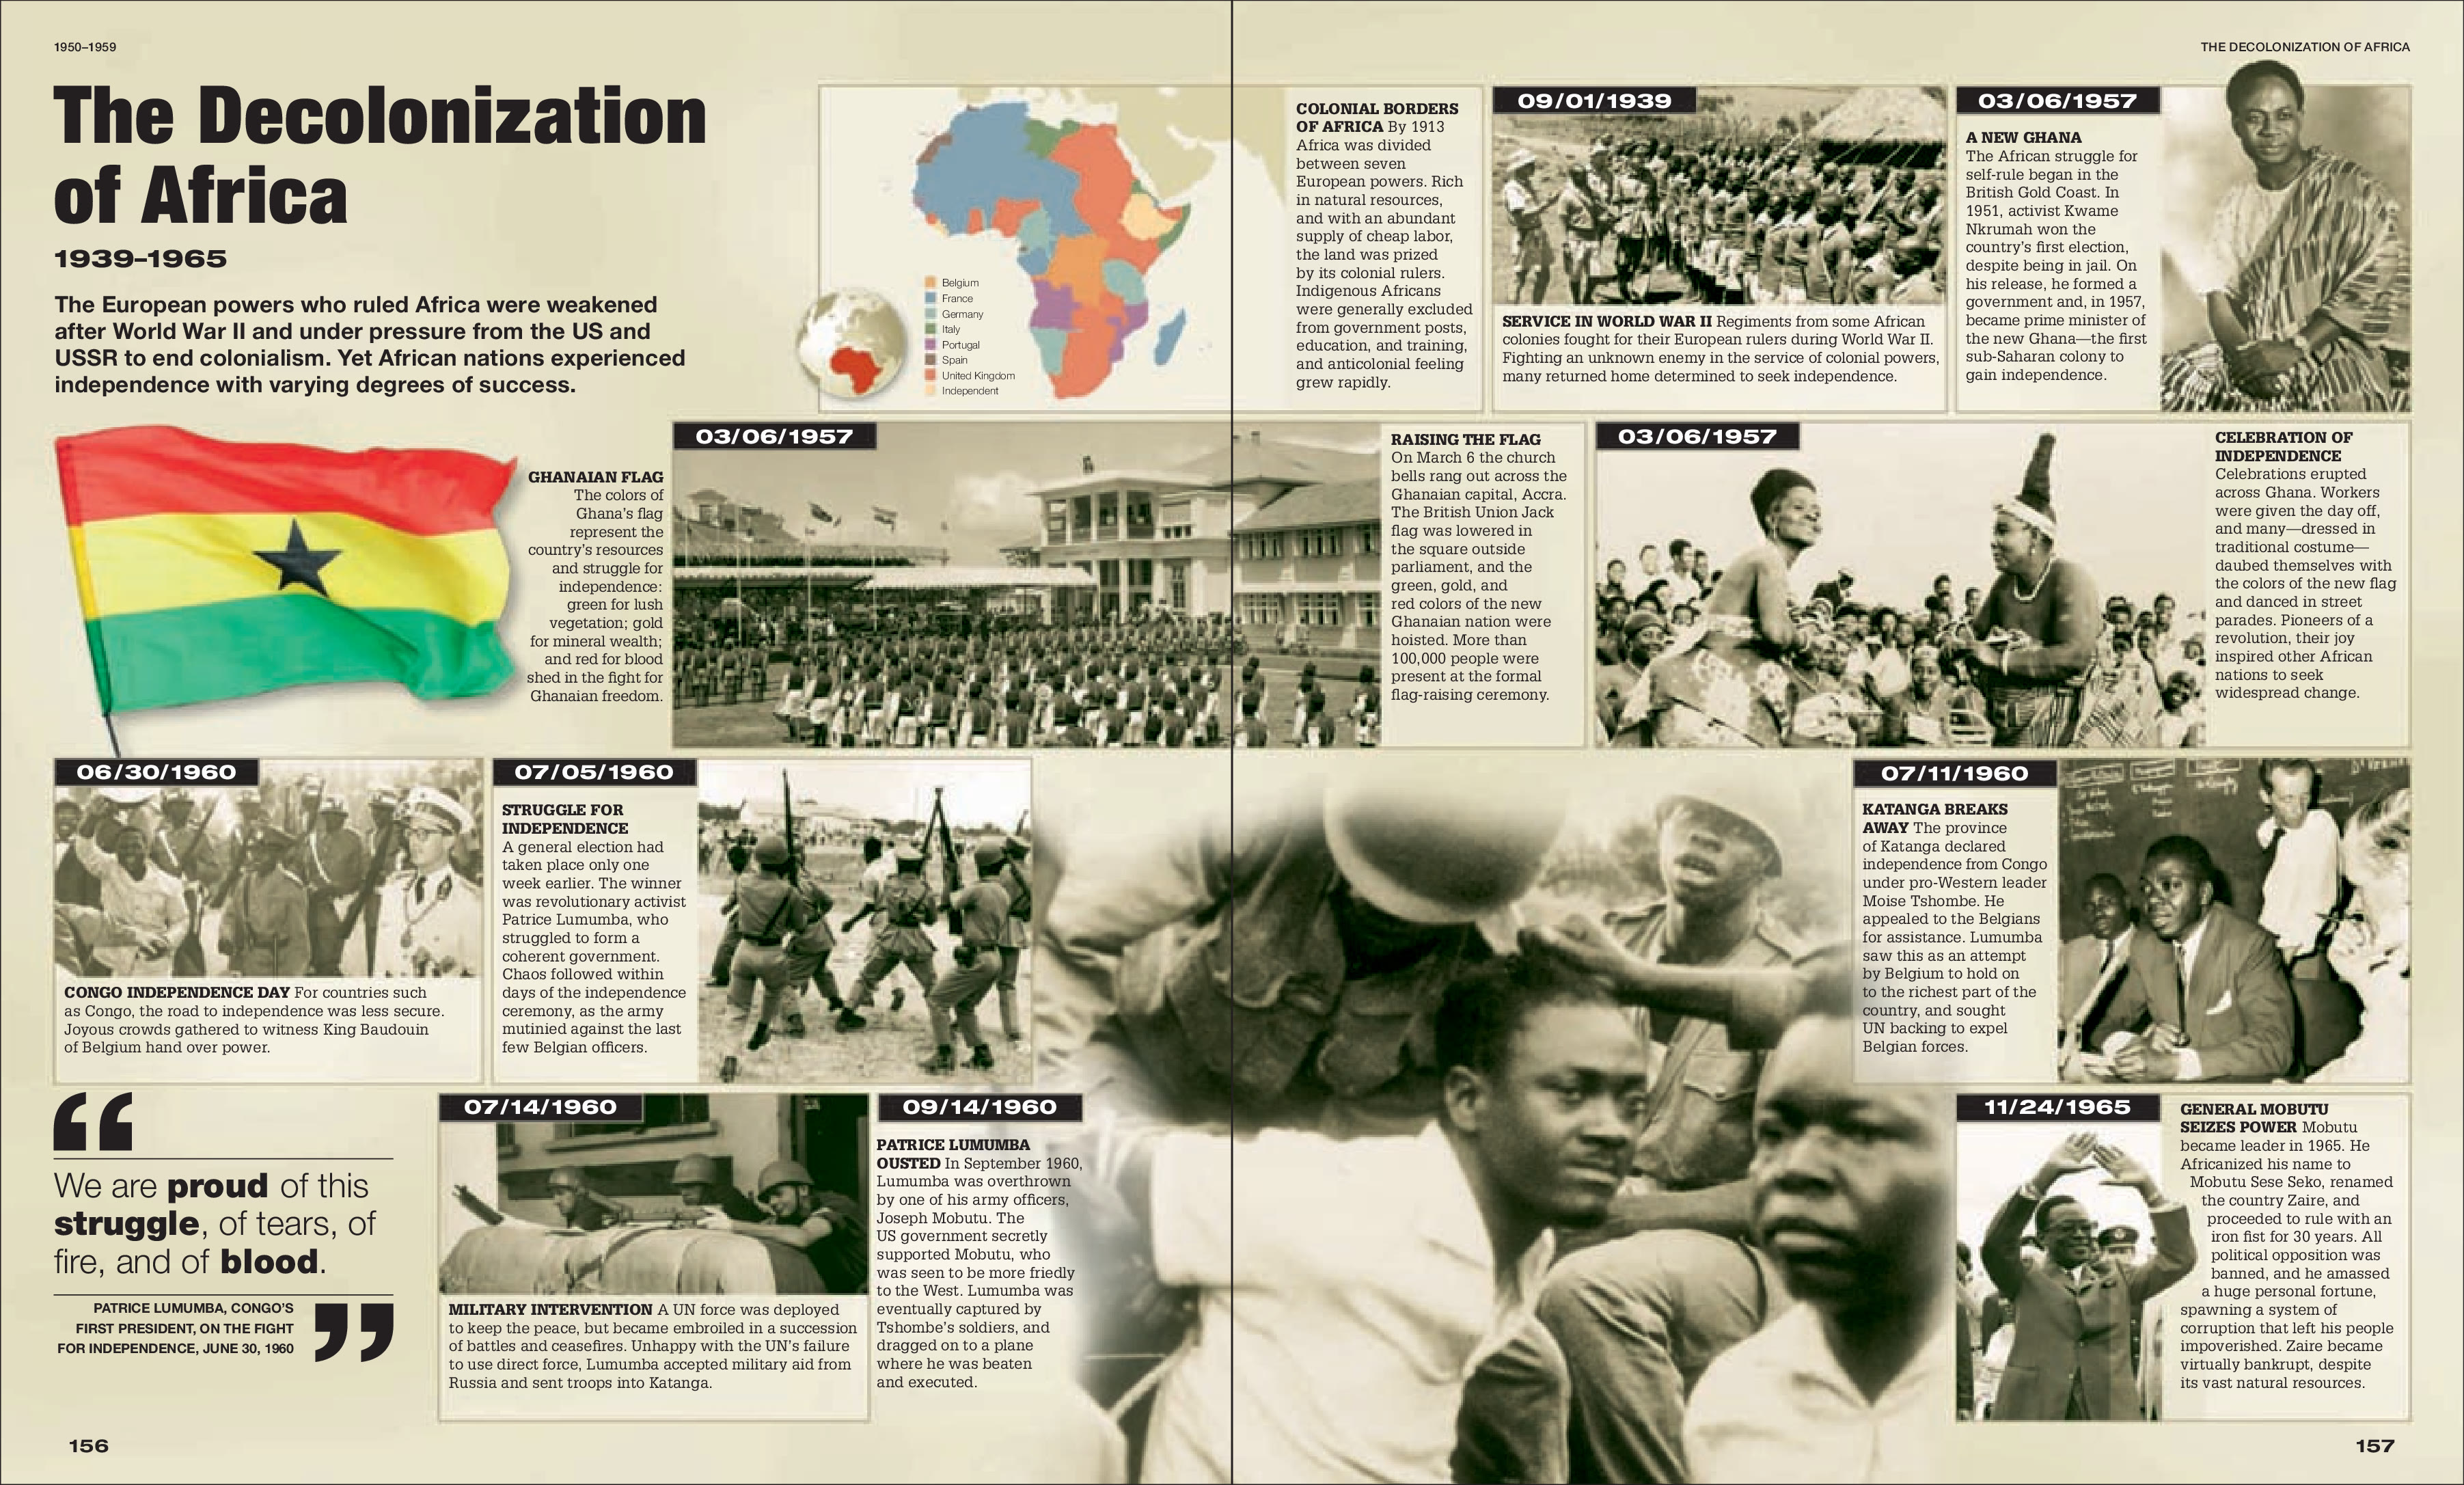 1950–1959
THE DECOLONIZATION OF AFRICA
The Decolonization
of Africa
1939–1965
The European powers who ruled Africa were weakened
after World War II and under pressure from the US and
USSR to end colonialism. Yet African nations experienced
independence with varying degrees of success.
Belgium
France
Germany
Italy
Portugal
Spain
United Kingdom
Independent
COLONIAL BORDERS
OF AFRICA By 1913
Africa was divided
between seven
European powers. Rich
in natural resources,
and with an abundant
supply of cheap labor,
the land was prized
by its colonial rulers.
Indigenous Africans
were generally excluded
from government posts,
education, and training,
and anticolonial feeling
grew rapidly.
09/01/1939
SERVICE IN WORLD WAR II Regiments from some African
colonies fought for their European rulers during World War II.
Fighting an unknown enemy in the service of colonial powers,
many returned home determined to seek independence.
03/06/1957
A NEW GHANA
The African struggle for
self-rule began in the
British Gold Coast. In
1951, activist Kwame
Nkrumah won the
country's first election,
despite being in jail. On
his release, he formed a
government and, in 1957,
became prime minister of
the new Ghana—the first
sub-Saharan colony to
gain independence.
GHANAIAN FLAG
The colors of
Ghana's flag
represent the
country's resources
and struggle for
independence:
green for lush
vegetation; gold
for mineral wealth;
and red for blood
shed in the fight for
Ghanaian freedom.
03/06/1957
RAISING THE FLAG
On March 6 the church
bells rang out across the
Ghanaian capital, Accra.
The British Union Jack
flag was lowered in
the square outside
parliament, and the
green, gold, and
red colors of the new
Ghanaian nation were
hoisted. More than
100,000 people were
present at the formal
flag-raising ceremony.
03/06/1957
CELEBRATION OF
INDEPENDENCE
Celebrations erupted
across Ghana. Workers
were given the day off,
and many—dressed in
traditional costume—
daubed themselves with
the colors of the new flag
and danced in street
parades. Pioneers of a
revolution, their joy
inspired other African
nations to seek
widespread change.
06/30/1960
CONGO INDEPENDENCE DAY For countries such
as Congo, the road to independence was less secure.
Joyous crowds gathered to witness King Baudouin
of Belgium hand over power.
07/05/1960
STRUGGLE FOR
INDEPENDENCE
A general election had
taken place only one
week earlier. The winner
was revolutionary activist
Patrice Lumumba, who
struggled to form a
coherent government.
Chaos followed within
days of the independence
ceremony, as the army
mutinied against the last
few Belgian officers.
07/11/1960
KATANGA BREAKS
AWAY The province
of Katanga declared
independence from Congo
under pro-Western leader
Moise Tshombe. He
appealed to the Belgians
for assistance. Lumumba
saw this as an attempt
by Belgium to hold on
to the richest part of the
country, and sought
UN backing to expel
Belgian forces.
“
We are proud of this
struggle, of tears, of
fire, and of blood.
PATRICE LUMUMBA, CONGO'S
FIRST PRESIDENT, ON THE FIGHT
FOR INDEPENDENCE, JUNE 30, 1960
”
07/14/1960
MILITARY INTERVENTION A UN force was deployed
to keep the peace, but became embroiled in a succession
of battles and ceasefires. Unhappy with the UN's failure
to use direct force, Lumumba accepted military aid from
Russia and sent troops into Katanga.
09/14/1960
PATRICE LUMUMBA
OUSTED In September 1960,
Lumumba was overthrown
by one of his army officers,
Joseph Mobutu. The
US government secretly
supported Mobutu, who
was seen to be more friedly
to the West. Lumumba was
eventually captured by
Tshombe's soldiers, and
dragged on to a plane
where he was beaten
and executed.
11/24/1965
GENERAL MOBUTU
SEIZES POWER Mobutu
became leader in 1965. He
Africanized his name to
Mobutu Sese Seko, renamed
the country Zaire, and
proceeded to rule with an
iron fist for 30 years. All
political opposition was
banned, and he amassed
a huge personal fortune,
spawning a system of
corruption that left his people
impoverished. Zaire became
virtually bankrupt, despite
its vast natural resources.
156
157